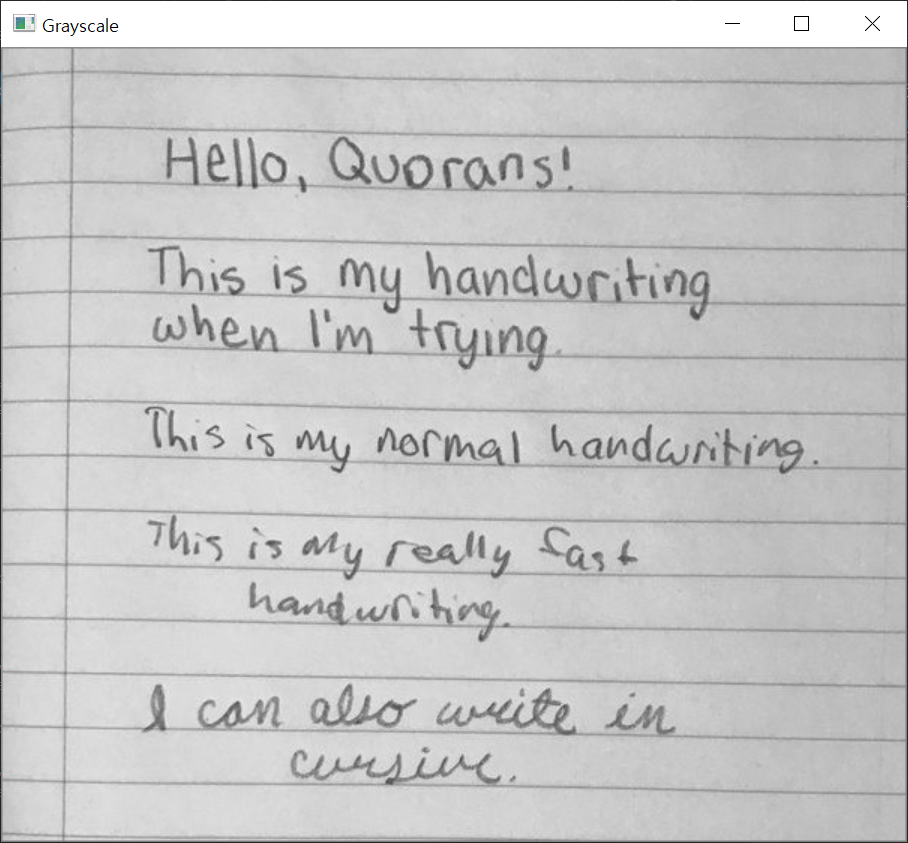 Grayscale
Hello, Quorans!
This is my handwriting
when I'm trying.
This is my normal handwriting.
This is my really fast
handwriting.
I can also write in
cursive.